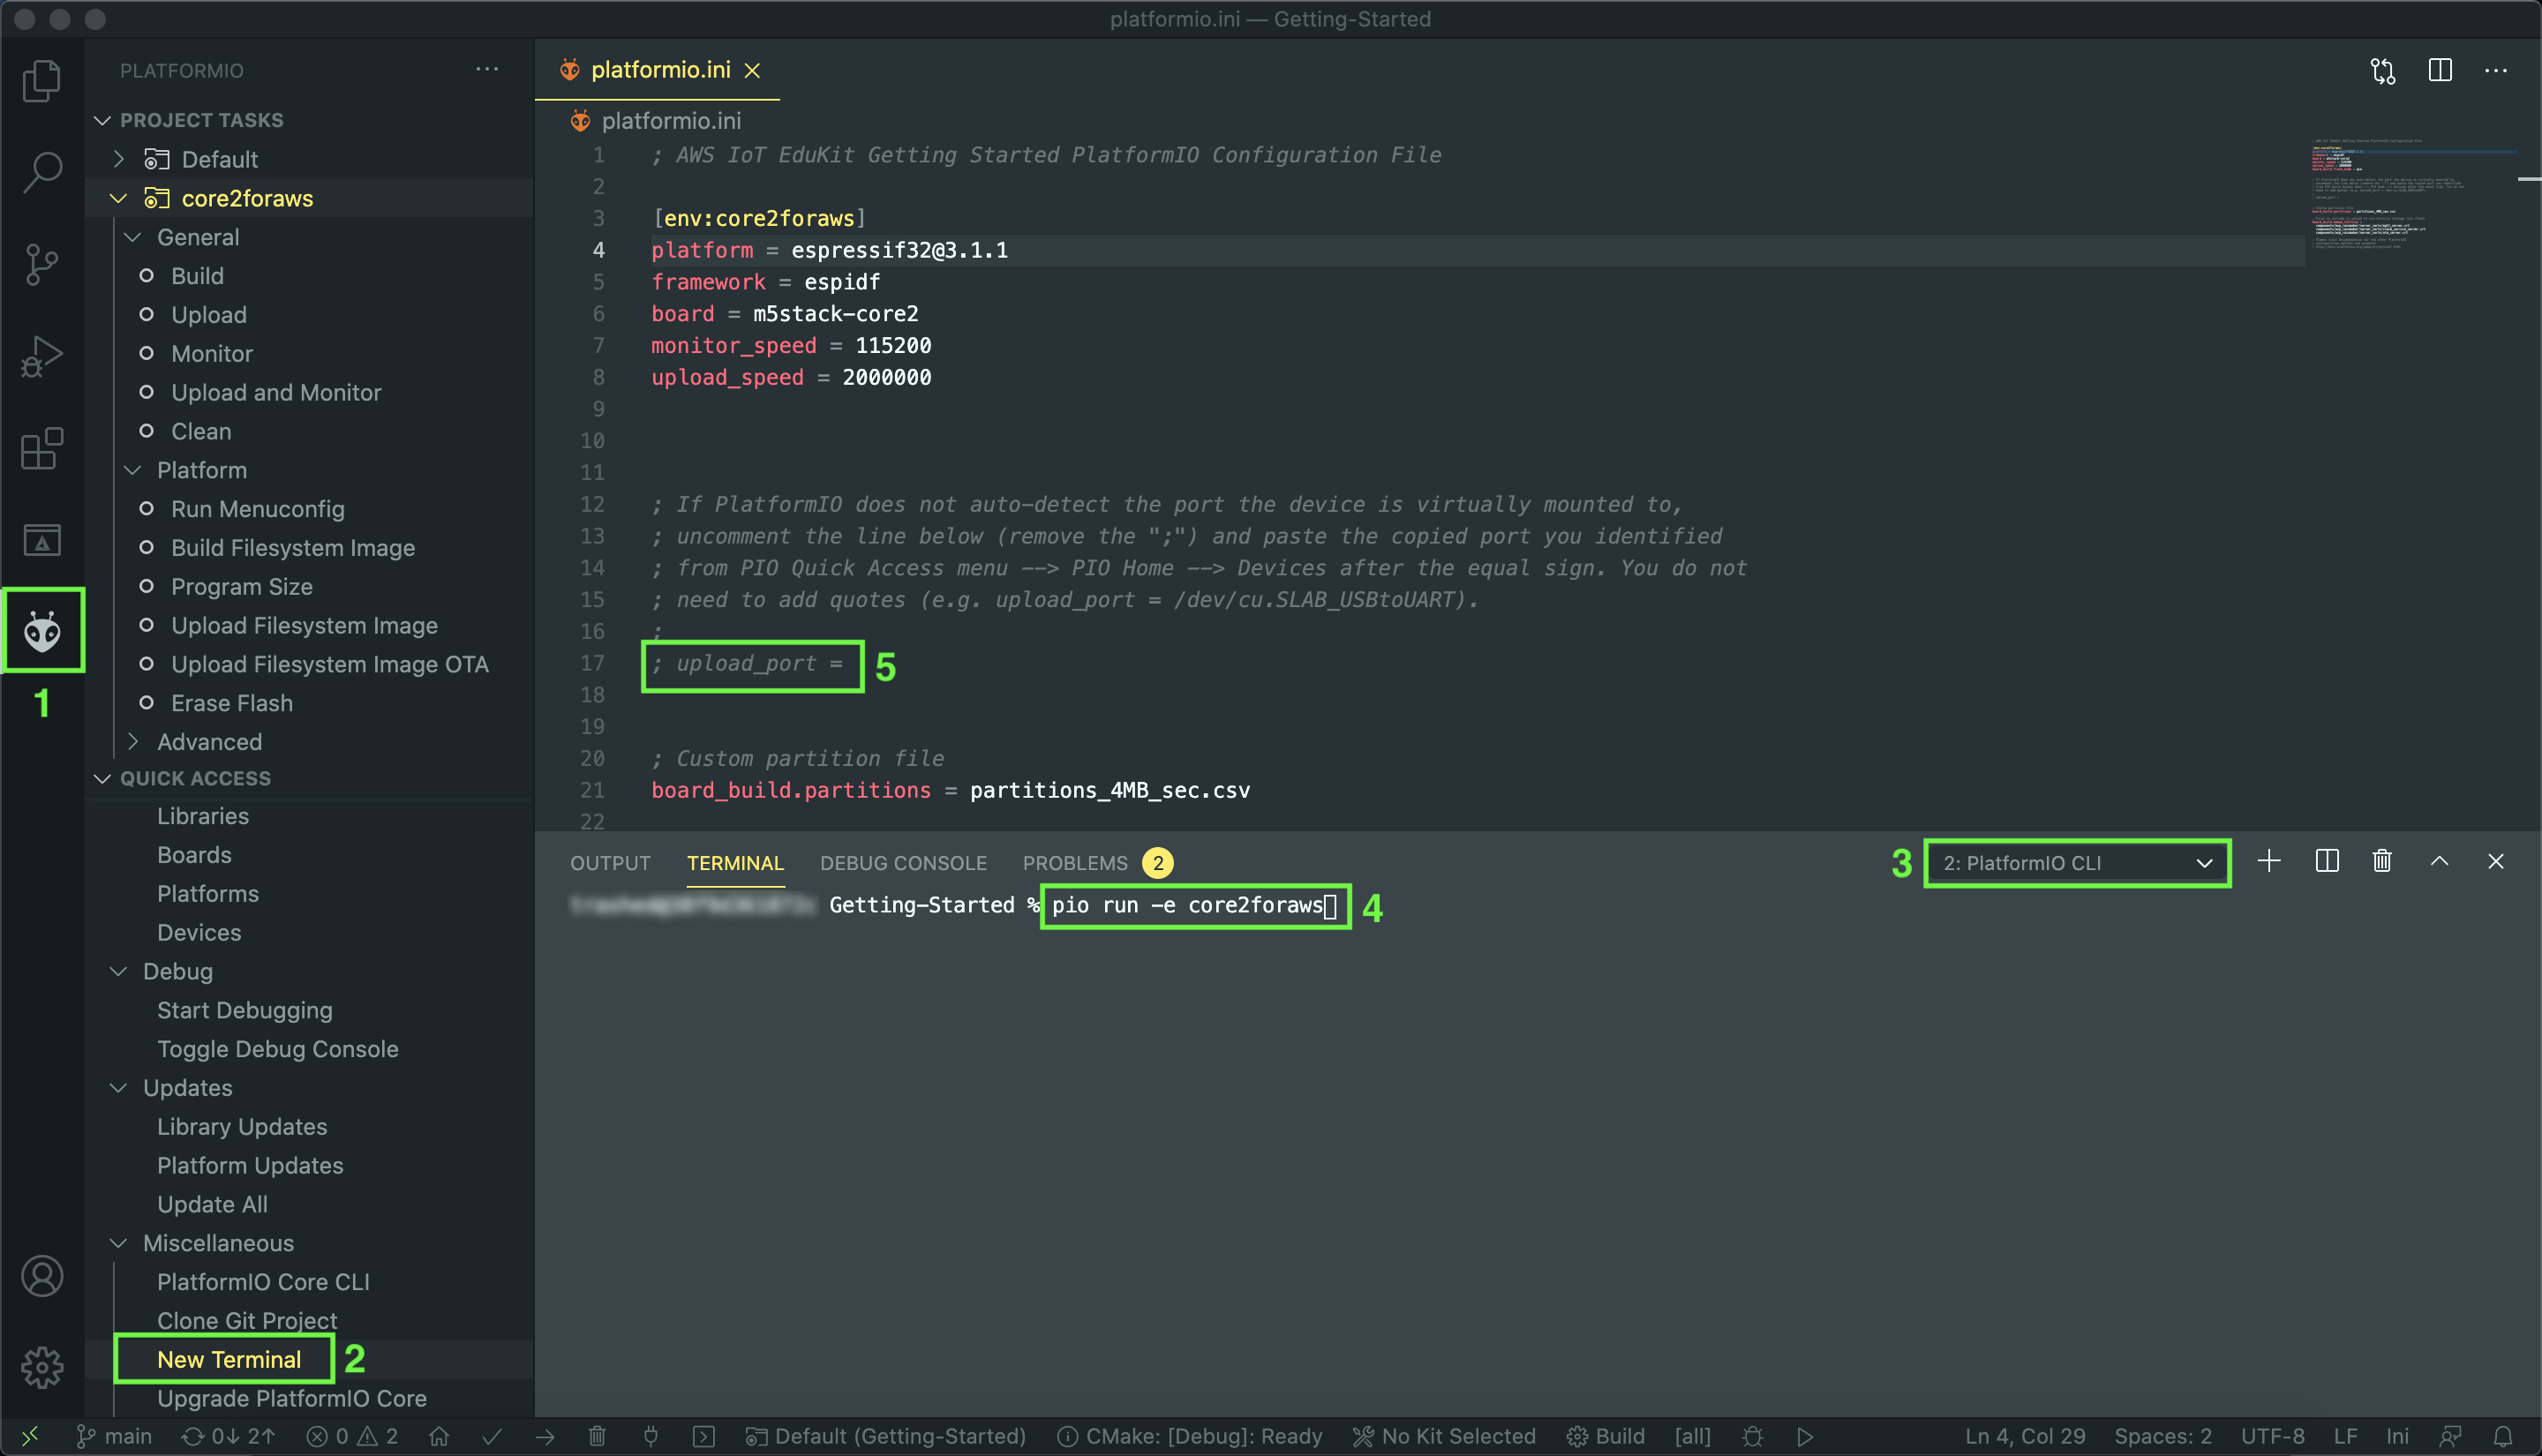 platformio.ini — Getting-Started
PLATFORMIO
PROJECT TASKS
Default
core2foraws
General
Build
Upload
Monitor
Upload and Monitor
Clean
Platform
Run Menuconfig
Build Filesystem Image
Program Size
Upload Filesystem Image
Upload Filesystem Image OTA
Erase Flash
Advanced
QUICK ACCESS
Libraries
Boards
Platforms
Devices
Debug
Start Debugging
Toggle Debug Console
Updates
Library Updates
Platform Updates
Update All
Miscellaneous
PlatformIO Core CLI
Clone Git Project
New Terminal
Upgrade PlatformIO Core
1
2
platformio.ini
platformio.ini
1 ; AWS IoT EduKit Getting Started PlatformIO Configuration File
2
3 [env:core2foraws]
4 platform = espressif32@3.1.1
5 framework = espidf
6 board = m5stack-core2
7 monitor_speed = 115200
8 upload_speed = 2000000
9
10
11
12 ; If PlatformIO does not auto-detect the port the device is virtually mounted to,
13 ; uncomment the line below (remove the ";") and paste the copied port you identified
14 ; from PIO Quick Access menu --> PIO Home --> Devices after the equal sign. You do not
15 ; need to add quotes (e.g. upload_port = /dev/cu.SLAB_USBtoUART).
16 ;
17 ; upload_port = 5
18
19
20 ; Custom partition file
21 board_build.partitions = partitions_4MB_sec.csv
22
OUTPUT TERMINAL DEBUG CONSOLE PROBLEMS 2 3 2: PlatformIO CLI
Getting-Started % pio run -e core2foraws 4
main 0↓ 2↑ 0 2 Default (Getting-Started) CMake: [Debug]: Ready No Kit Selected Build [all] Ln 4, Col 29 Spaces: 2 UTF-8 LF Ini